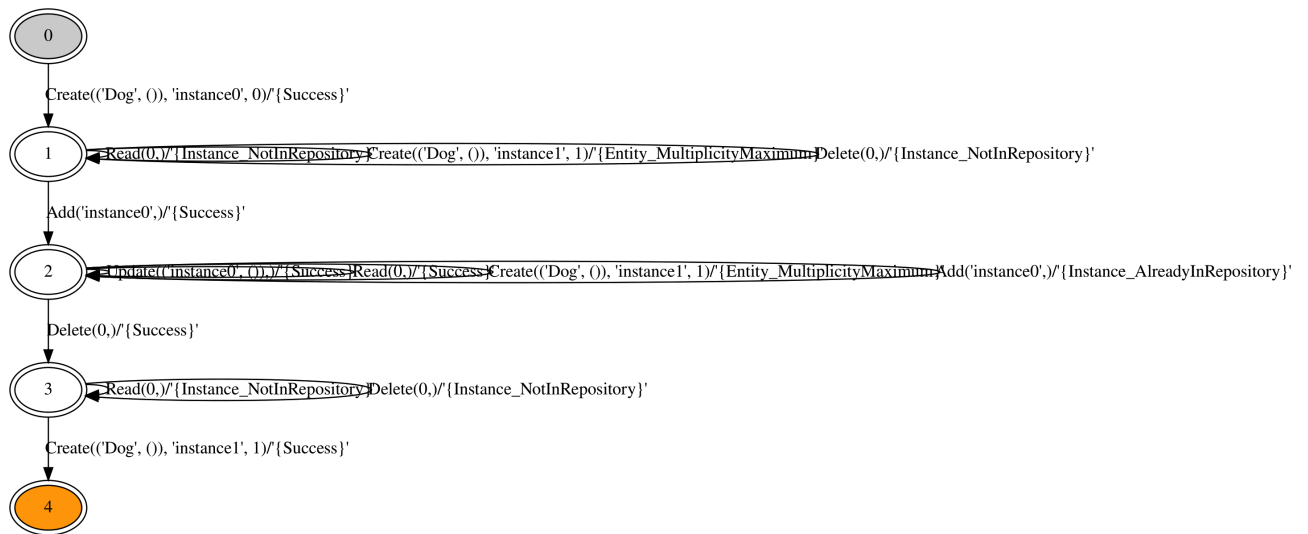 0
Create(('Dog', ()), 'instance0', 0)/'{Success}'
1
Read(0,)/'{Instance_NotInRepository}'
Create(('Dog', ()), 'instance1', 1)/'{Entity_MultiplicityMaximum}'
Delete(0,)/'{Instance_NotInRepository}'
Add('instance0',)/'{Success}'
2
Update(('instance0', ()),)/'{Success}'
Read(0,)/'{Success}'
Create(('Dog', ()), 'instance1', 1)/'{Entity_MultiplicityMaximum}'
Add('instance0',)/'{Instance_AlreadyInRepository}'
Delete(0,)/'{Success}'
3
Read(0,)/'{Instance_NotInRepository}'
Delete(0,)/'{Instance_NotInRepository}'
Create(('Dog', ()), 'instance1', 1)/'{Success}'
4